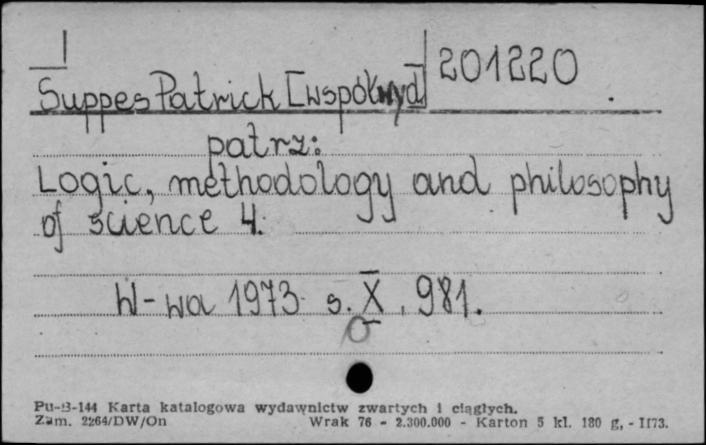 201220
Suppes Patrick [współwyd]
patrz:
Logic, methodology and philosophy
of science 4.
W-wa 1973 s. X, 981.
Pu-B-144 Karta katalogowa wydawnictw zwartych i ciągłych.
Zam. 2264/DW/On Wrak 76 - 2.300.000 - Karton 5 kl. 180 g, - II73.